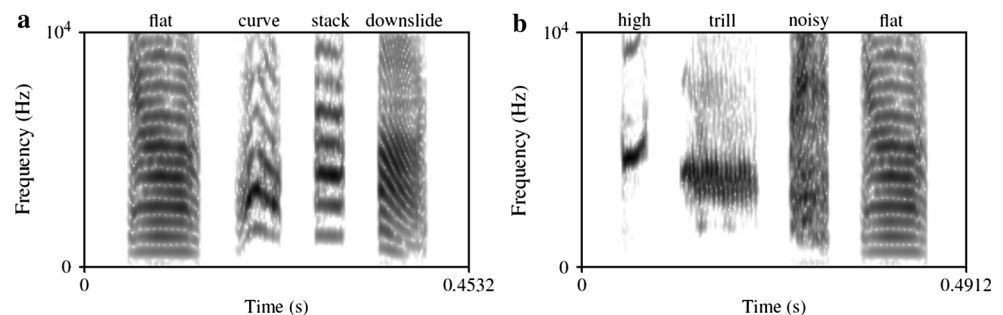 a
flat curve stack downslide
10⁴
Frequency (Hz)
0
0 0.4532
Time (s)
b
high trill noisy flat
10⁴
Frequency (Hz)
0
0 0.4912
Time (s)